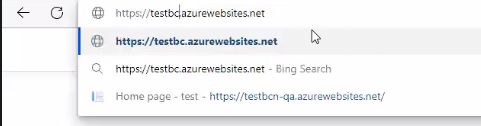 https://testbc.azurewebsites.net
https://testbc.azurewebsites.net
https://testbc.azurewebsites.net - Bing Search
Home page - test - https://testbcn-qa.azurewebsites.net/